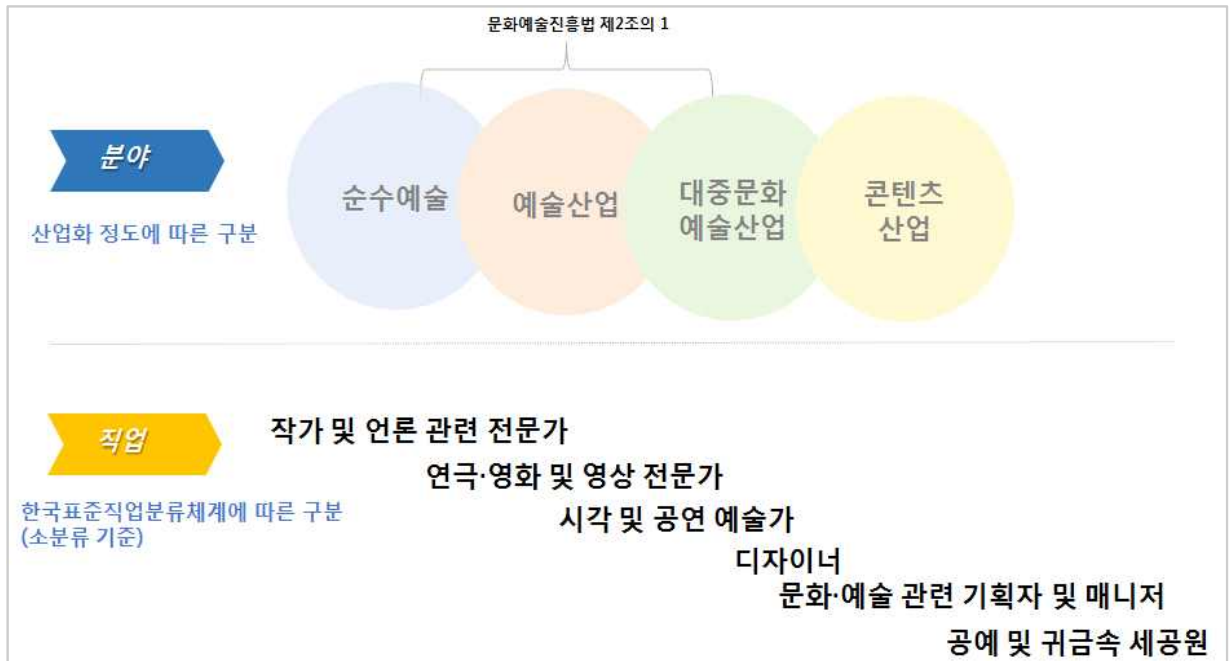 문화예술진흥법 제2조의 1
분야
산업화 정도에 따른 구분
순수예술
예술산업
대중문화
예술산업
콘텐츠
산업
직업
한국표준직업분류체계에 따른 구분
(소분류 기준)
작가 및 언론 관련 전문가
연극·영화 및 영상 전문가
시각 및 공연 예술가
디자이너
문화·예술 관련 기획자 및 매니저
공예 및 귀금속 세공원